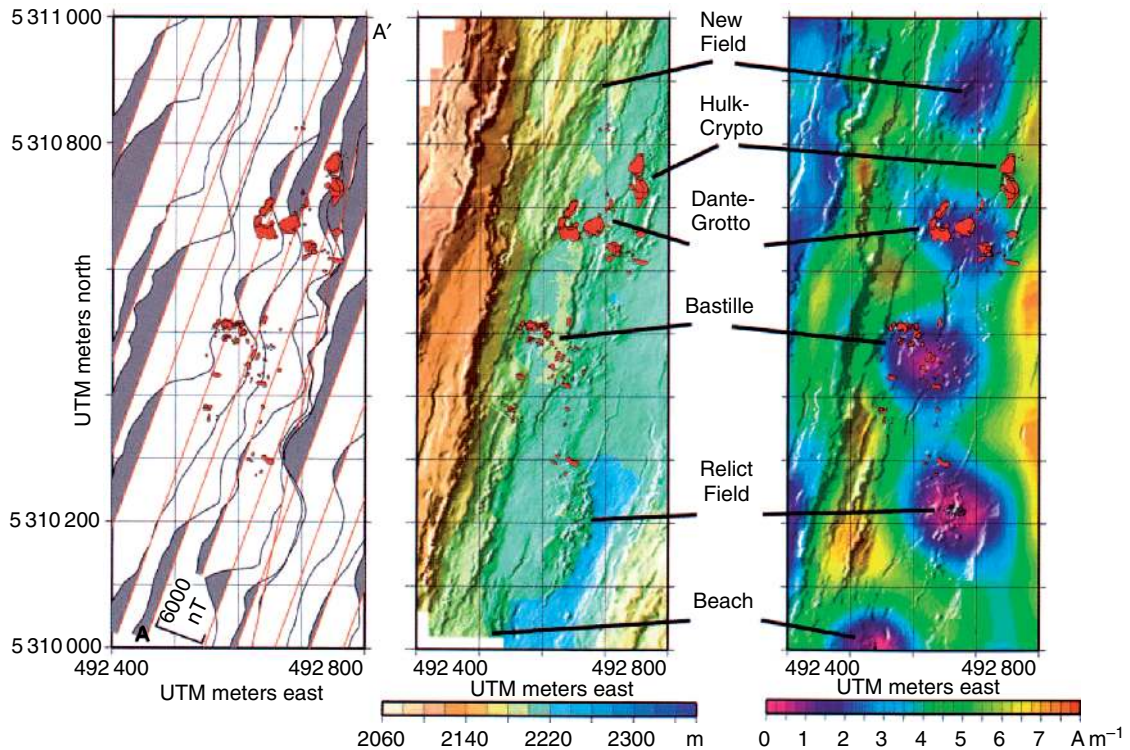 5 311 000
5 310 800
5 310 200
5 310 000
UTM meters north
A′
A
6000
nT
492 400 492 800
UTM meters east
New
Field
Hulk-
Crypto
Dante-
Grotto
Bastille
Relict
Field
Beach
492 400 492 800
UTM meters east
2060 2140 2220 2300 m
492 400 492 800
UTM meters east
0 1 2 3 4 5 6 7 A m⁻¹